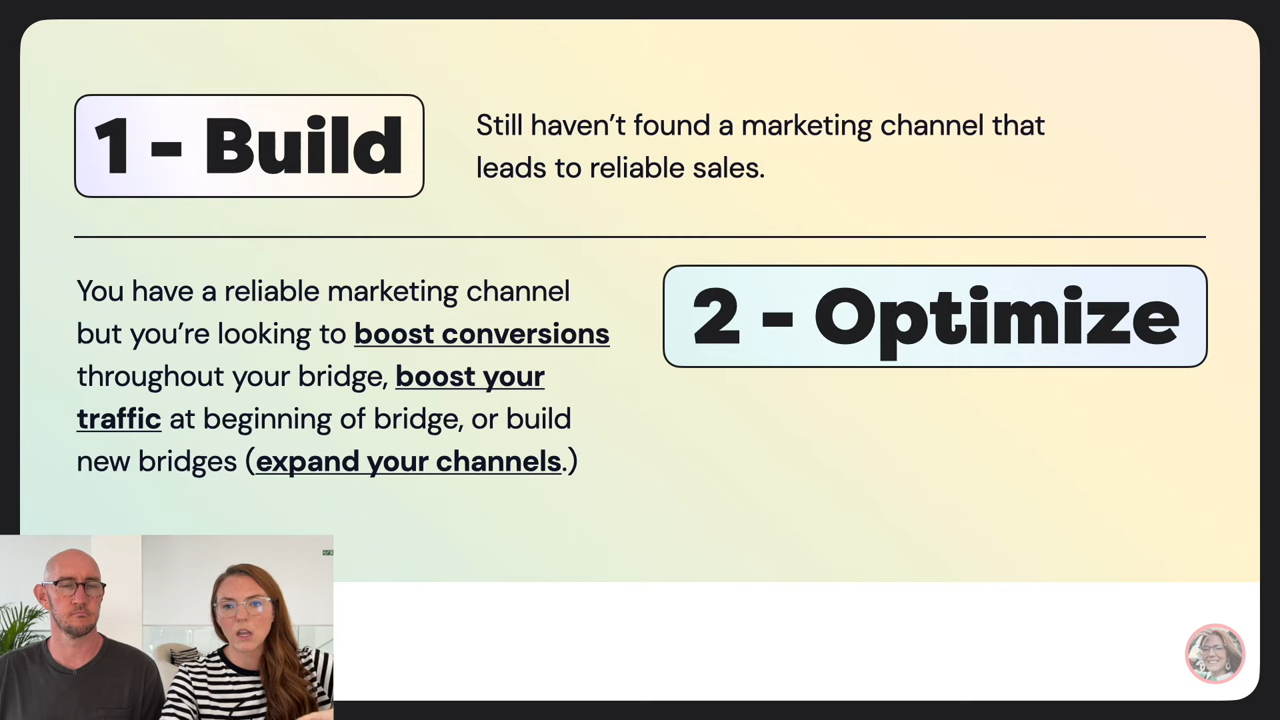 1 - Build
Still haven’t found a marketing channel that
leads to reliable sales.
You have a reliable marketing channel
but you’re looking to boost conversions
throughout your bridge, boost your
traffic at beginning of bridge, or build
new bridges (expand your channels.)
2 - Optimize